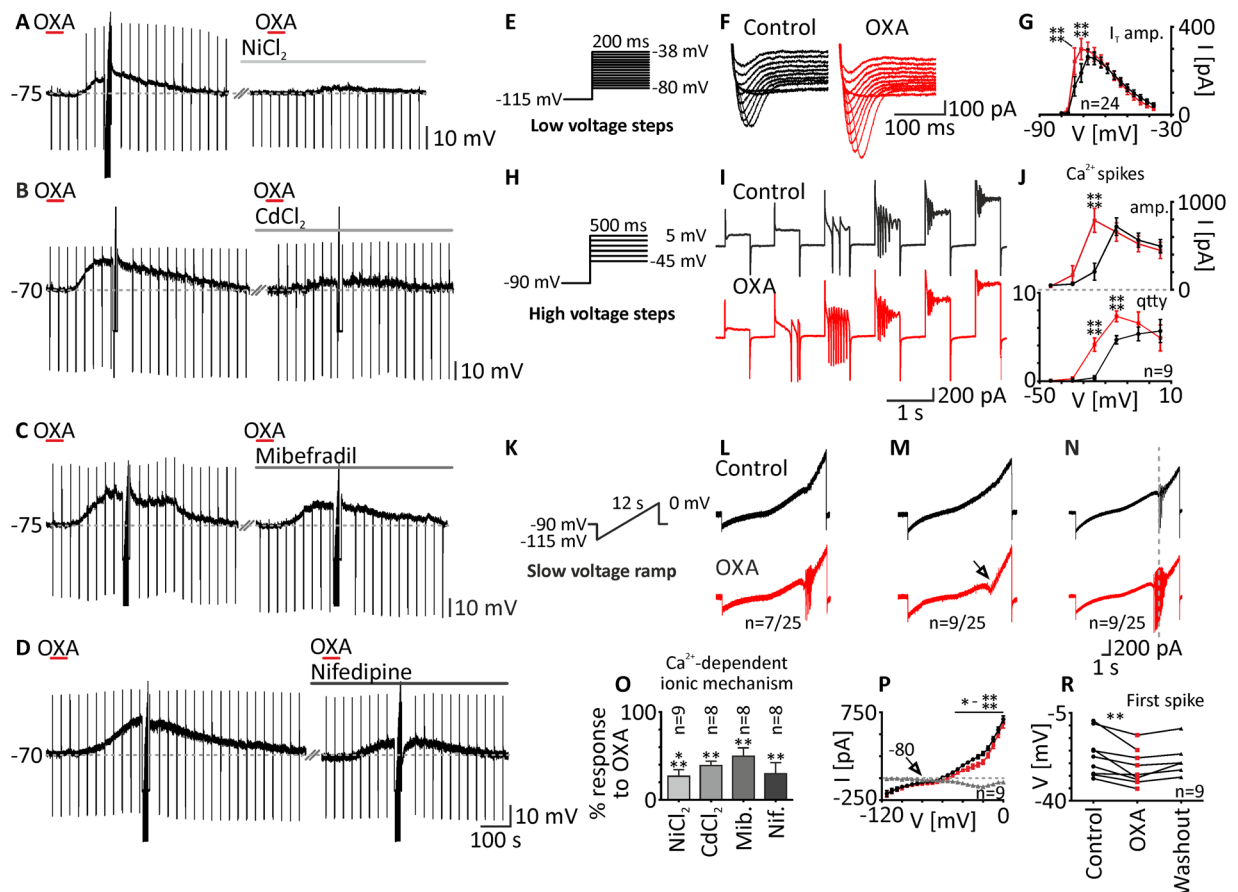 A
OXA
OXA
NiCl2
-75
10 mV
B
OXA
OXA
CdCl2
-70
10 mV
C
OXA
OXA
Mibefradil
-75
10 mV
D
OXA
OXA
Nifedipine
-70
10 mV
100 s
E
200 ms
-38 mV
-80 mV
-115 mV
Low voltage steps
F
Control
OXA
100 pA
100 ms
G
** **
** **
IT amp.
400
I [pA]
0
n=24
-90
V [mV]
-30
H
500 ms
5 mV
-45 mV
-90 mV
High voltage steps
I
Control
OXA
200 pA
1 s
J
Ca2+ spikes
** **
amp.
1000
I [pA]
0
10
** **
** **
qtty
0
n=9
-50
V [mV]
10
K
12 s
0 mV
-90 mV
-115 mV
Slow voltage ramp
L
Control
OXA
n=7/25
M
n=9/25
N
n=9/25
200 pA
1 s
O
Ca2+-dependent
ionic mechanism
% response
to OXA
100
0
n=9
n=8
n=8
n=8
** **
**
**
**
NiCl2
CdCl2
Mib.
Nif.
P
* - ** **
750
I [pA]
-80
-250
n=9
-120
V [mV]
0
R
First spike
-5
**
V [mV]
-40
n=9
Control
OXA
Washout